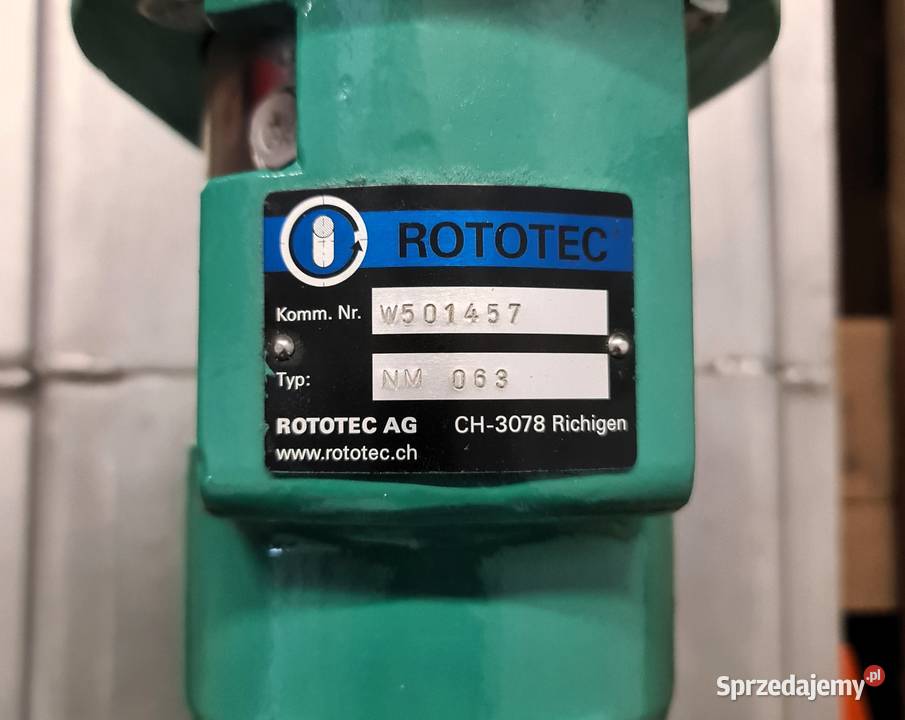 ROTOTEC
Komm. Nr. W501457
Typ: NM 063
ROTOTEC AG CH-3078 Richigen
www.rototec.ch
Sprzedajemy.pl